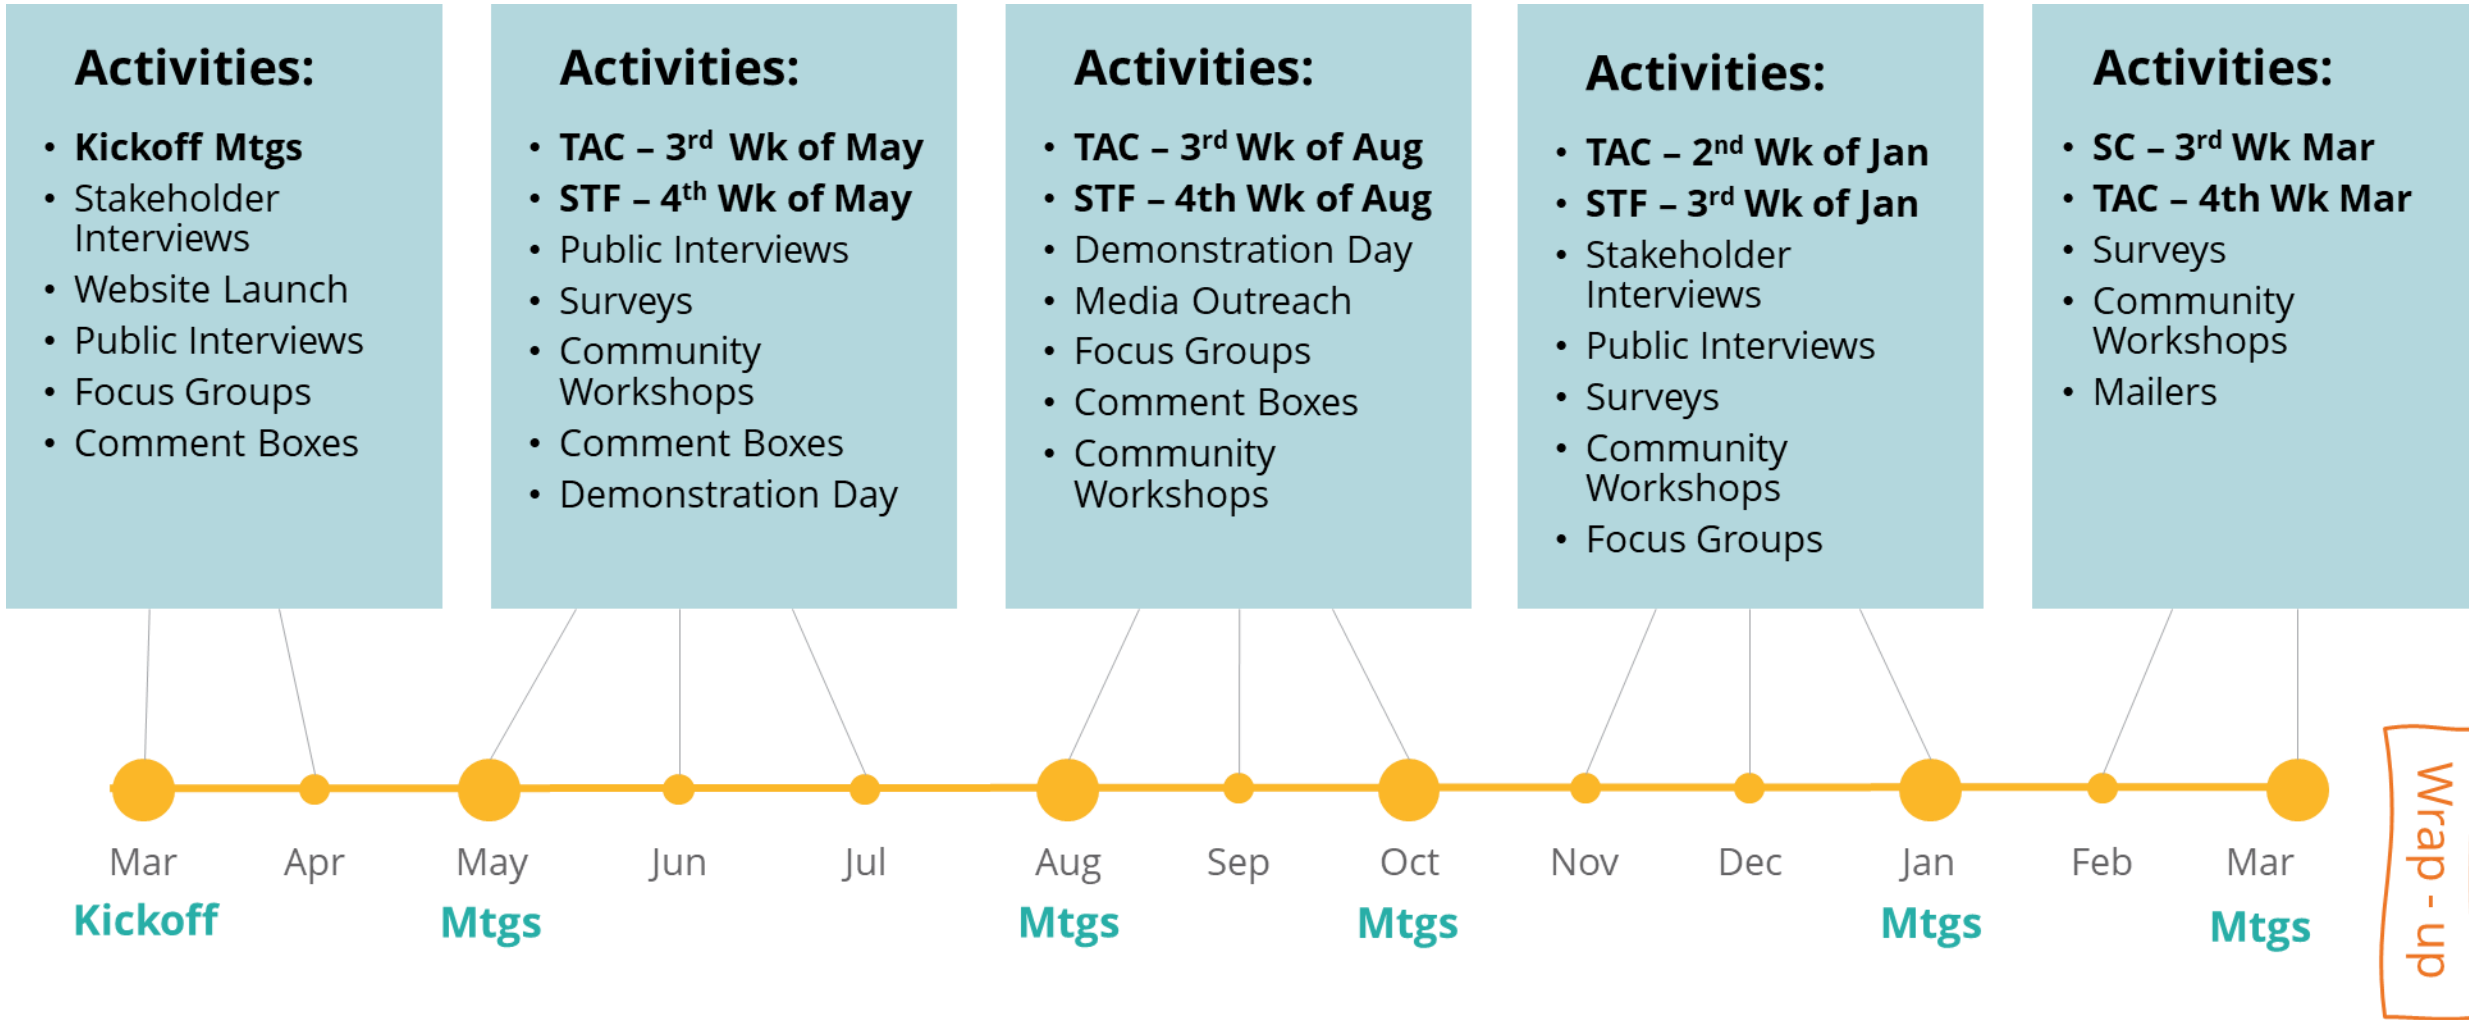 Activities:
• Kickoff Mtgs
• Stakeholder
Interviews
• Website Launch
• Public Interviews
• Focus Groups
• Comment Boxes
Activities:
• TAC – 3rd Wk of May
• STF – 4th Wk of May
• Public Interviews
• Surveys
• Community
Workshops
• Comment Boxes
• Demonstration Day
Activities:
• TAC – 3rd Wk of Aug
• STF – 4th Wk of Aug
• Demonstration Day
• Media Outreach
• Focus Groups
• Comment Boxes
• Community
Workshops
Activities:
• TAC – 2nd Wk of Jan
• STF – 3rd Wk of Jan
• Stakeholder
Interviews
• Public Interviews
• Surveys
• Community
Workshops
• Focus Groups
Activities:
• SC – 3rd Wk Mar
• TAC – 4th Wk Mar
• Surveys
• Community
Workshops
• Mailers
Mar Apr May Jun Jul Aug Sep Oct Nov Dec Jan Feb Mar
Kickoff Mtgs Mtgs Mtgs Mtgs Mtgs
Wrap - up